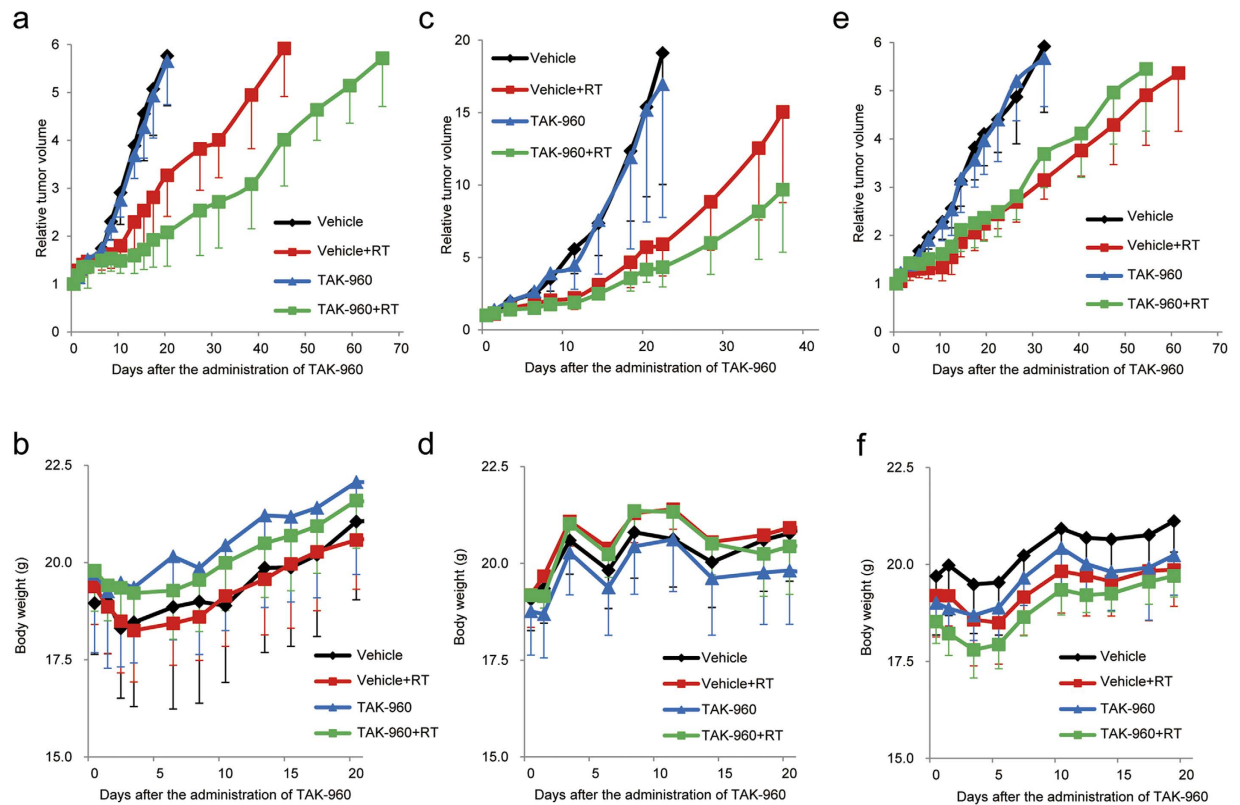 a
Relative tumor volume
6
5
4
3
2
1
0 10 20 30 40 50 60 70
Days after the administration of TAK-960
Vehicle
Vehicle+RT
TAK-960
TAK-960+RT
c
Relative tumor volume
20
15
10
5
0
0 10 20 30 40
Days after the administration of TAK-960
Vehicle
Vehicle+RT
TAK-960
TAK-960+RT
e
Relative tumor volume
6
5
4
3
2
1
0
0 10 20 30 40 50 60 70
Days after the administration of TAK-960
Vehicle
Vehicle+RT
TAK-960
TAK-960+RT
b
Body weight (g)
22.5
20.0
17.5
15.0
0 5 10 15 20
Days after the administration of TAK-960
Vehicle
Vehicle+RT
TAK-960
TAK-960+RT
d
Body weight (g)
22.5
20.0
17.5
15.0
0 5 10 15 20
Days after the administration of TAK-960
Vehicle
Vehicle+RT
TAK-960
TAK-960+RT
f
Body weight (g)
22.5
20.0
17.5
15.0
0 5 10 15 20
Days after the administration of TAK-960
Vehicle
Vehicle+RT
TAK-960
TAK-960+RT